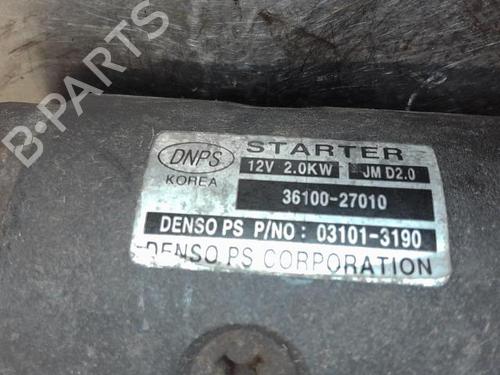 B-PARTS
STARTER
DNPS
KOREA
12V 2.0KW JM D2.0
36100-27010
DENSO PS P/NO: 03101-3190
DENSO PS CORPORATION